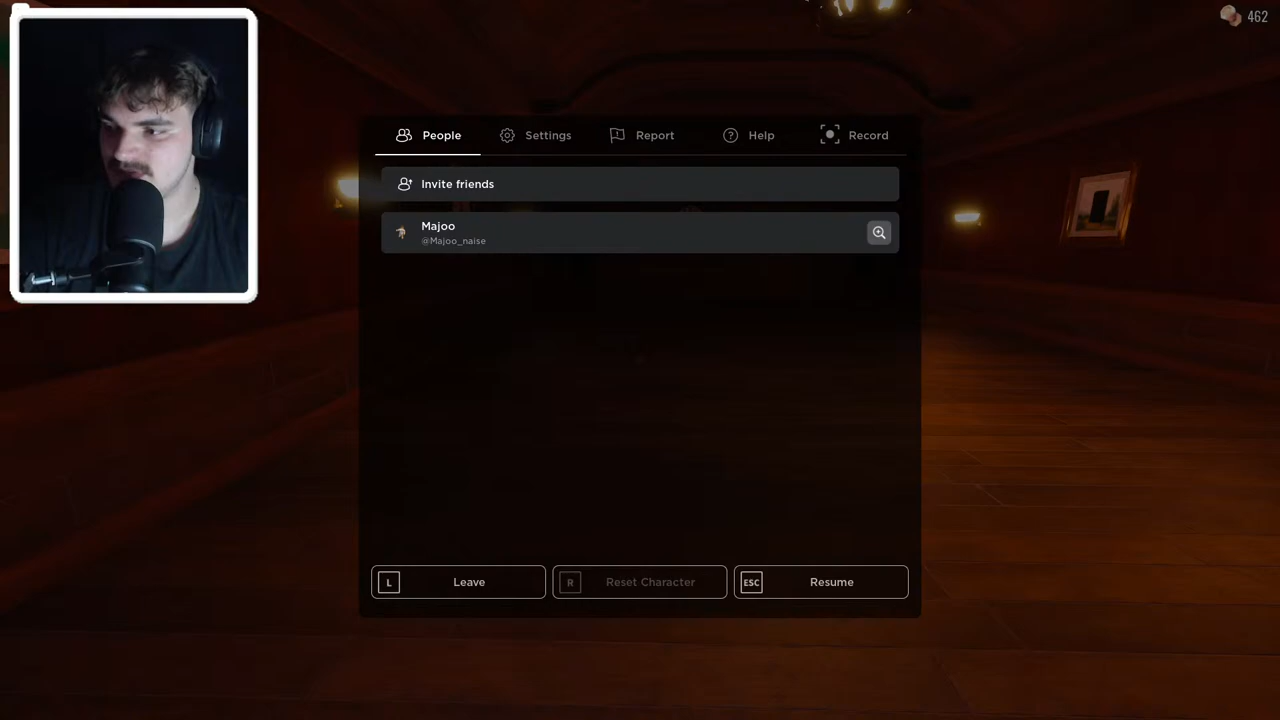 462
People
Settings
Report
Help
Record
Invite friends
Majoo
@Majoo_naise
L
Leave
R
Reset Character
ESC
Resume